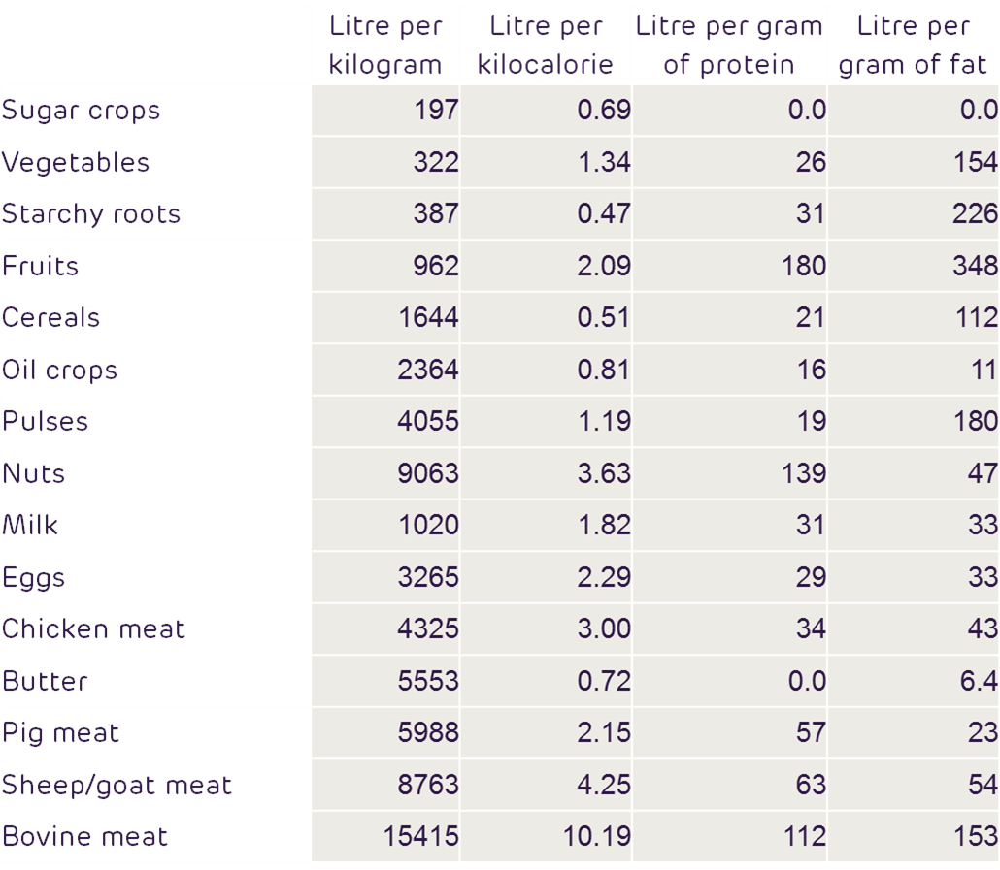 Litre per kilogram Litre per kilocalorie Litre per gram of protein Litre per gram of fat
Sugar crops 197 0.69 0.0 0.0
Vegetables 322 1.34 26 154
Starchy roots 387 0.47 31 226
Fruits 962 2.09 180 348
Cereals 1644 0.51 21 112
Oil crops 2364 0.81 16 11
Pulses 4055 1.19 19 180
Nuts 9063 3.63 139 47
Milk 1020 1.82 31 33
Eggs 3265 2.29 29 33
Chicken meat 4325 3.00 34 43
Butter 5553 0.72 0.0 6.4
Pig meat 5988 2.15 57 23
Sheep/goat meat 8763 4.25 63 54
Bovine meat 15415 10.19 112 153